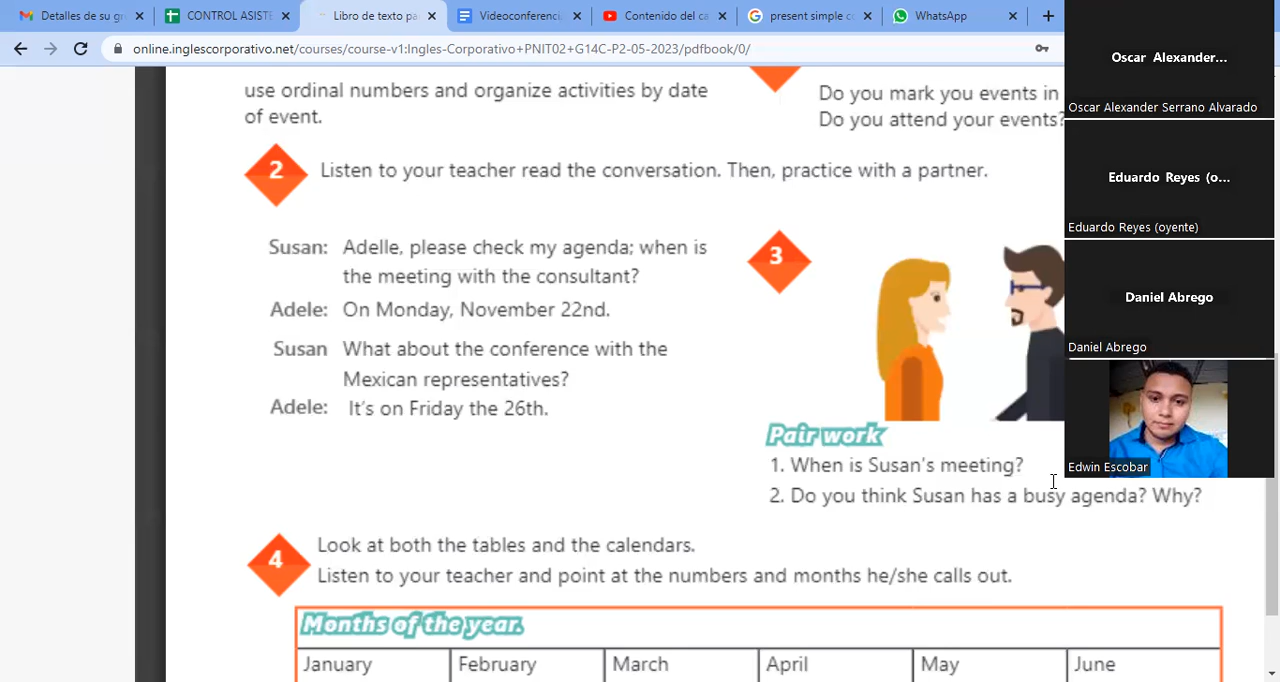 Detalles de su gr
CONTROL ASIST
Libro de texto pa
Videoconferenci
Contenido del ca
present simple c
WhatsApp
online.inglescorporativo.net/courses/course-v1:Ingles-Corporativo+PNIT02+G14C-P2-05-2023/pdfbook/0/
use ordinal numbers and organize activities by date
of event.
Do you mark you events in
Do you attend your events?
2 Listen to your teacher read the conversation. Then, practice with a partner.
Susan: Adelle, please check my agenda; when is
the meeting with the consultant?
Adele: On Monday, November 22nd.
Susan What about the conference with the
Mexican representatives?
Adele: It's on Friday the 26th.
3
Pair work
1. When is Susan's meeting?
2. Do you think Susan has a busy agenda? Why?
4 Look at both the tables and the calendars.
Listen to your teacher and point at the numbers and months he/she calls out.
Months of the year.
January February March April May June
Oscar Alexander...
Oscar Alexander Serrano Alvarado
Eduardo Reyes (o...
Eduardo Reyes (oyente)
Daniel Abrego
Daniel Abrego
Edwin Escobar